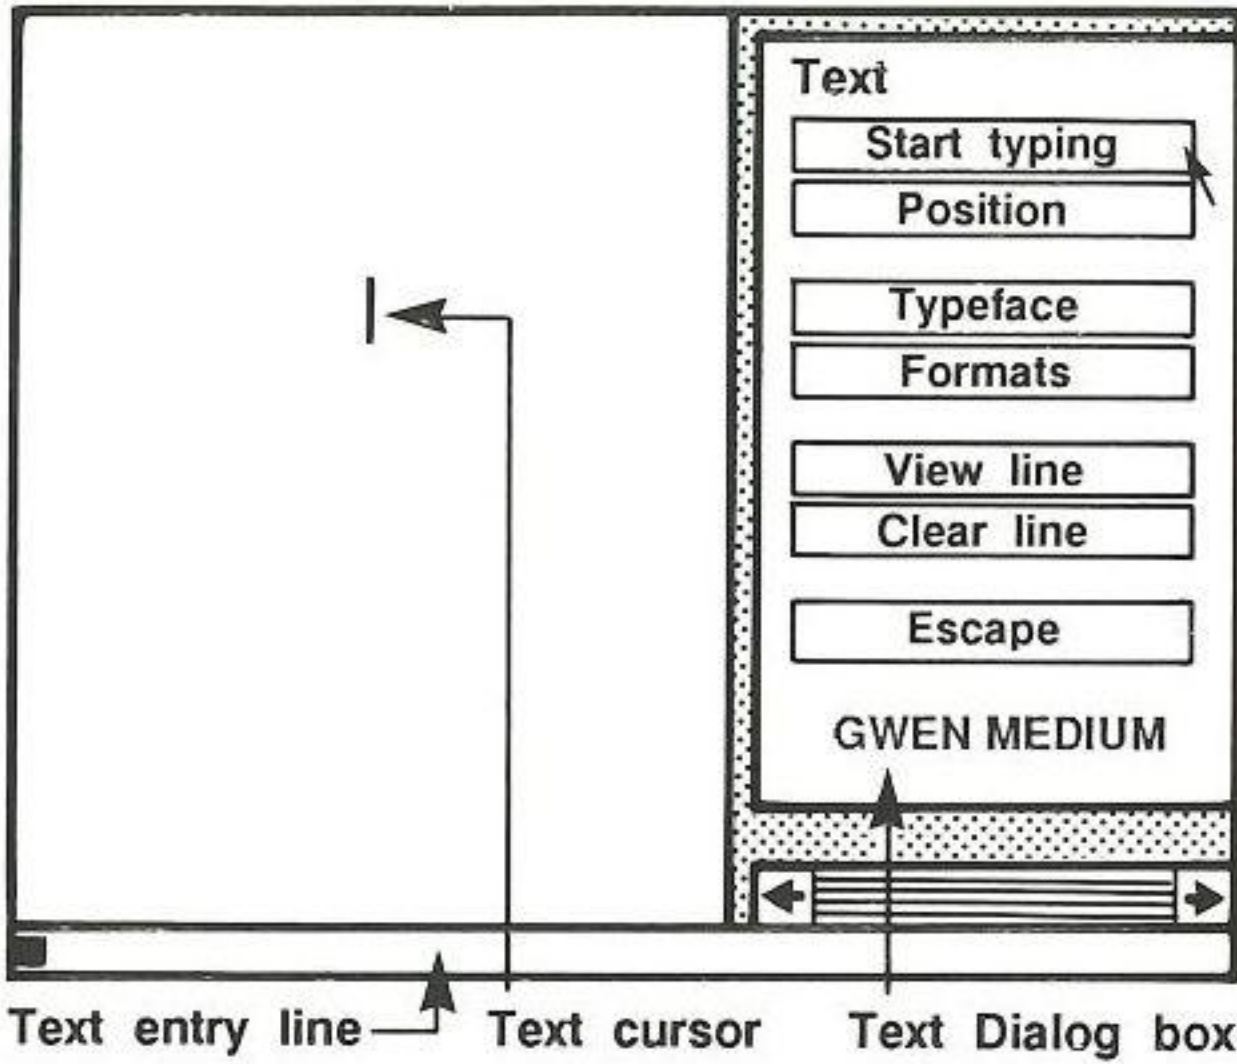 Text
Start typing
Position
Typeface
Formats
View line
Clear line
Escape
GWEN MEDIUM
Text entry line Text cursor Text Dialog box